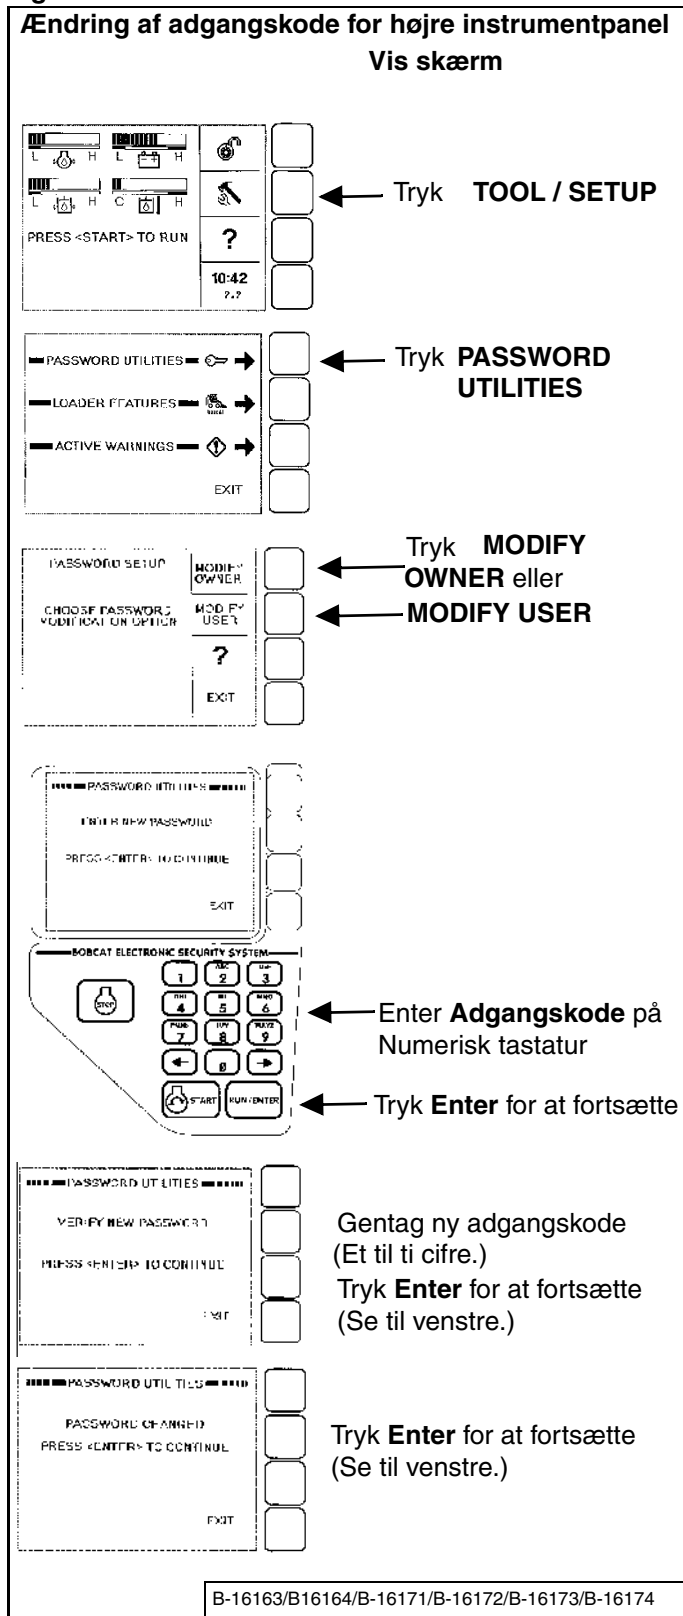 Ændring af adgangskode for højre instrumentpanel
Vis skærm
L H L H
L H C H
PRESS <START> TO RUN
?
10:42
Tryk TOOL / SETUP
PASSWORD UTILITIES
LOADER FEATURES
ACTIVE WARNINGS
EXIT
Tryk PASSWORD
UTILITIES
PASSWORD SETUP
MODIFY
OWNER
CHOOSE PASSWORD
MODIFICATION OPTION
MODIFY
USER
?
EXIT
Tryk MODIFY
OWNER eller
MODIFY USER
PASSWORD UTILITIES
ENTER NEW PASSWORD
PRESS <ENTER> TO CONTINUE
EXIT
BOBCAT ELECTRONIC SECURITY SYSTEM
STOP
1 ABC 2 DEF 3
GHI 4 5 MNO 6
7 TUV 8 9
0
START RUN / ENTER
Enter Adgangskode på
Numerisk tastatur
Tryk Enter for at fortsætte
PASSWORD UTILITIES
VERIFY NEW PASSWORD
PRESS <ENTER> TO CONTINUE
EXIT
Gentag ny adgangskode
(Et til ti cifre.)
Tryk Enter for at fortsætte
(Se til venstre.)
PASSWORD UTILITIES
PASSWORD CHANGED
PRESS <ENTER> TO CONTINUE
EXIT
Tryk Enter for at fortsætte
(Se til venstre.)
B-16163/B16164/B-16171/B-16172/B-16173/B-16174